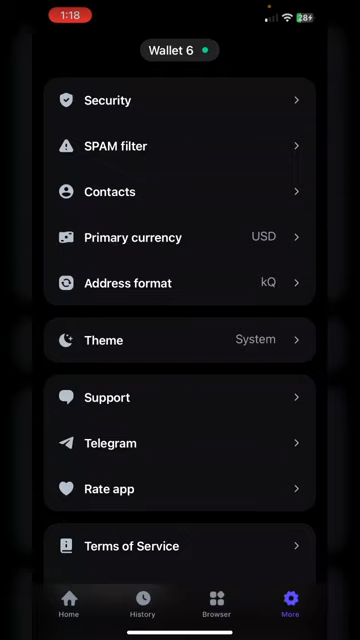 1:18
28
Wallet 6
Security
SPAM filter
Contacts
Primary currency USD
Address format kQ
Theme System
Support
Telegram
Rate app
Terms of Service
Home History Browser More